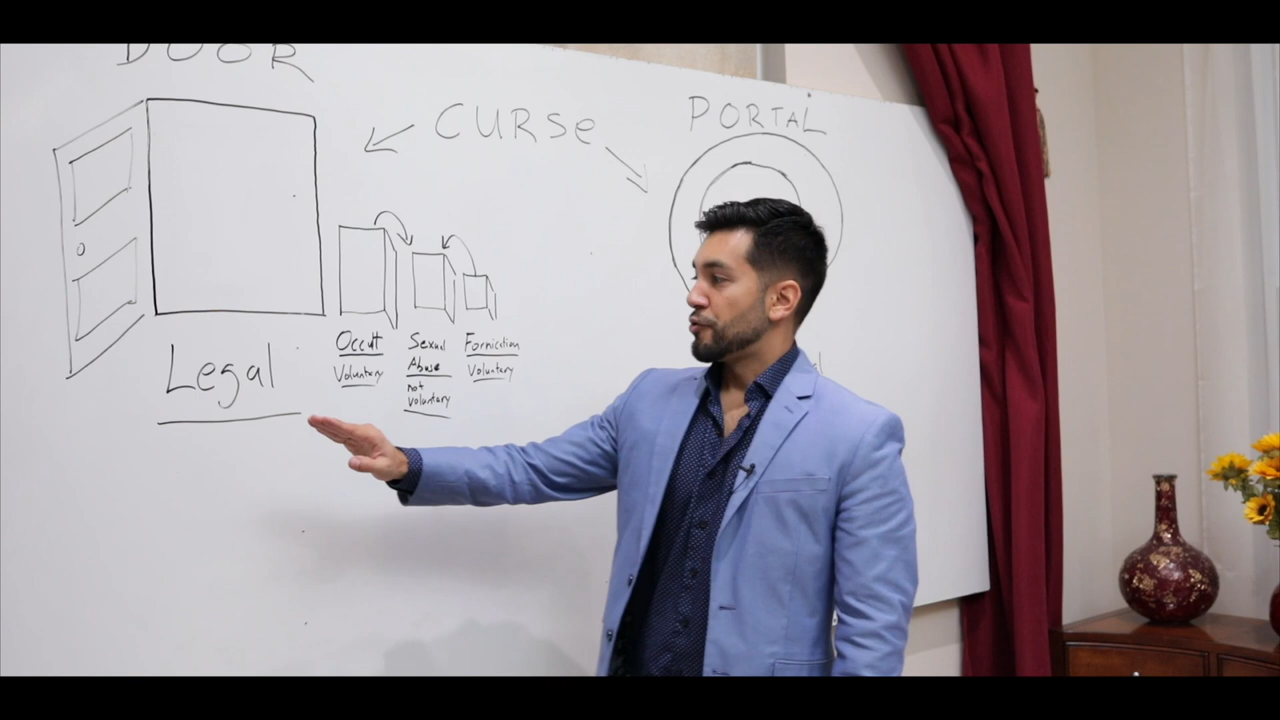 DOOR
CURSE
PORTAL
Occult
Voluntary
Sexual
Abuse
not
Voluntary
Fornication
Voluntary
Legal